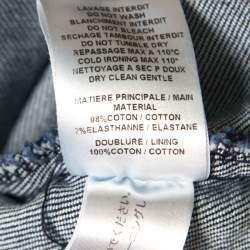 LAVAGE INTERDIT
DO NOT WASH
BLANCHIMENT INTERDIT
DO NOT BLEACH
SECHAGE TAMBOUR INTERDIT
DO NOT TUMBLE DRY
REPASSAGE MAX A 110°C
COLD IRONING MAX 110°
NETTOYAGE A SEC P DOUX
DRY CLEAN GENTLE
MATIERE PRINCIPALE / MAIN
MATERIAL
98%COTON / COTTON
2%ELASTHANNE / ELASTANE
DOUBLURE / LINING
100%COTON / COTTON